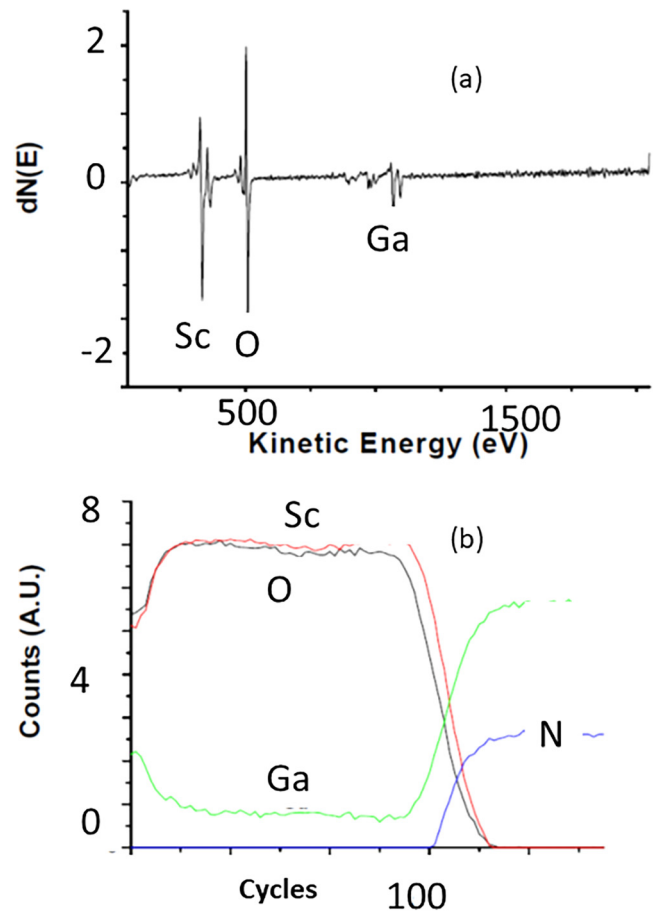 2
(a)
dN(E)
0
Ga
Sc
O
-2
500
1500
Kinetic Energy (eV)
8
Sc
(b)
O
Counts (A.U.)
4
N
Ga
0
Cycles
100